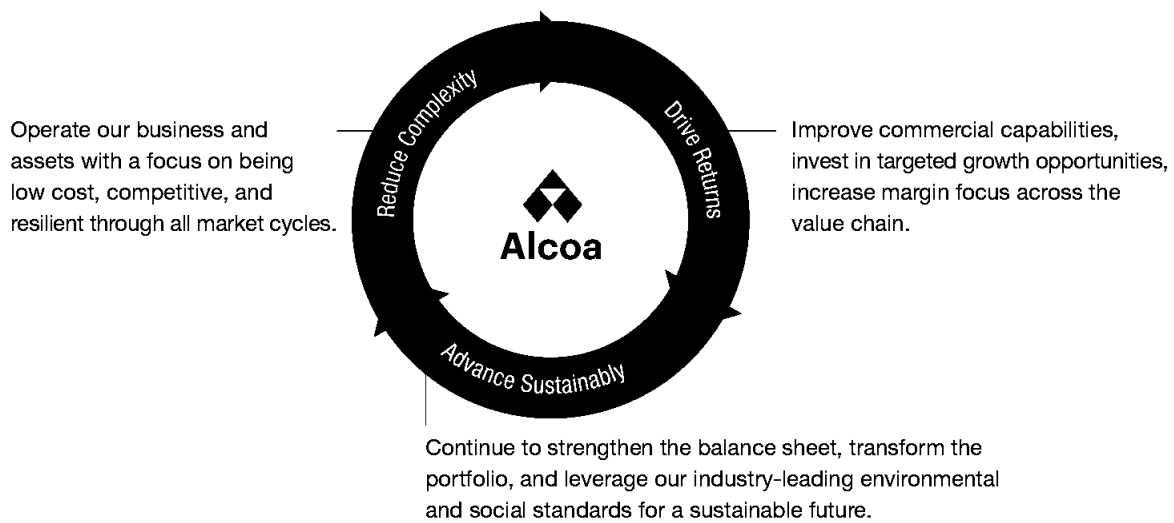 Reduce Complexity
Drive Returns
Operate our business and
assets with a focus on being
low cost, competitive, and
resilient through all market cycles.
Improve commercial capabilities,
invest in targeted growth opportunities,
increase margin focus across the
value chain.
Alcoa
Advance Sustainably
Continue to strengthen the balance sheet, transform the
portfolio, and leverage our industry-leading environmental
and social standards for a sustainable future.